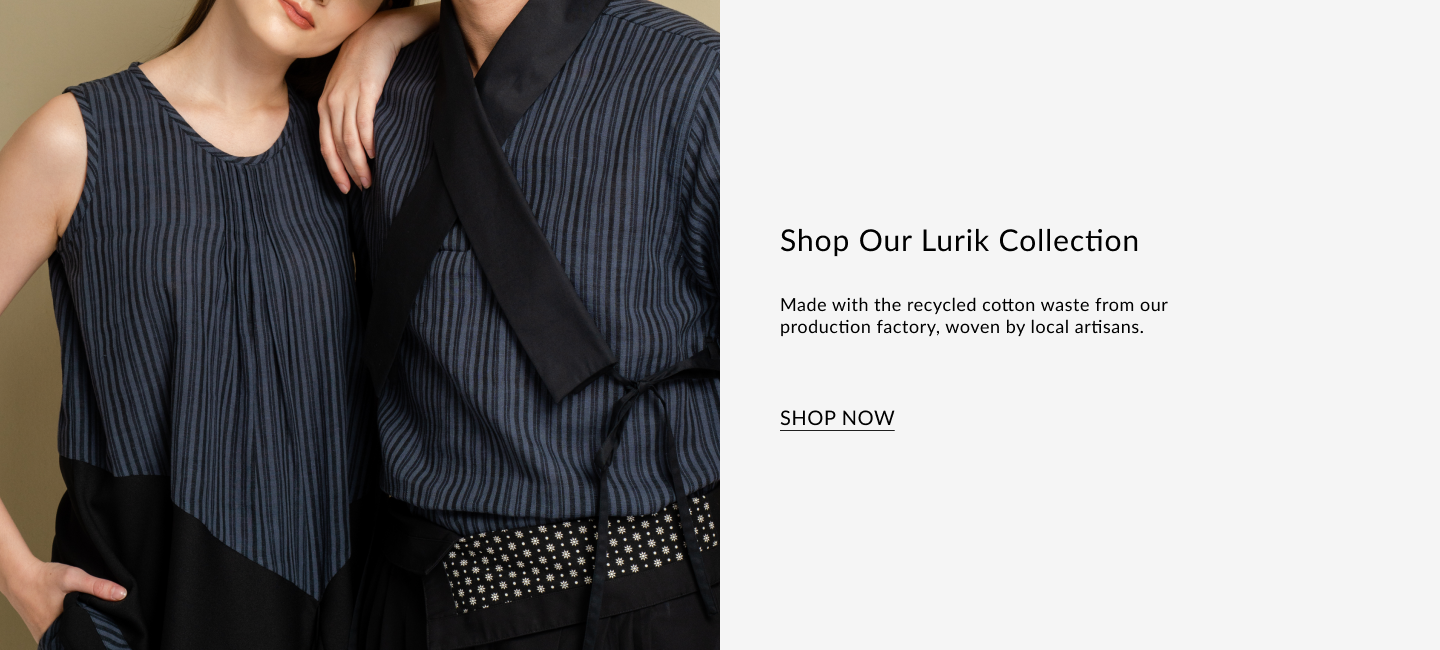 Shop Our Lurik Collection
Made with the recycled cotton waste from our
production factory, woven by local artisans.
SHOP NOW